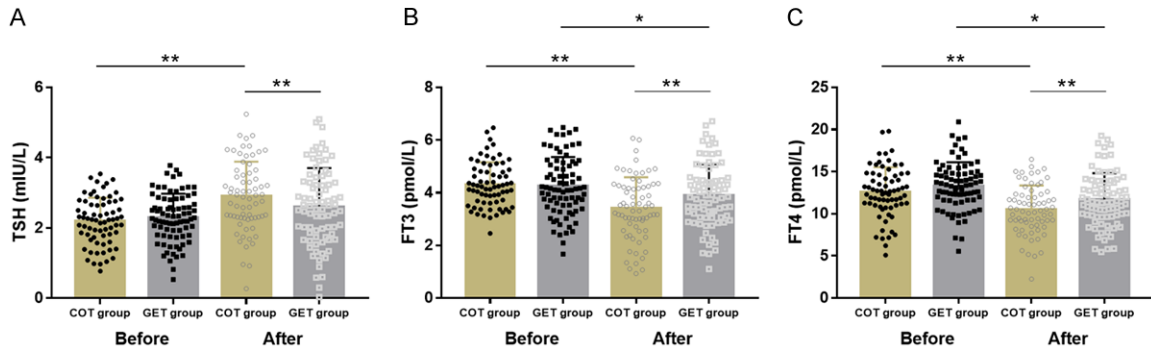 A
TSH (mIU/L)
6
4
2
0
**
**
COT group GET group COT group GET group
Before After
B
FT3 (pmol/L)
8
6
4
2
0
*
**
**
COT group GET group COT group GET group
Before After
C
FT4 (pmol/L)
25
20
15
10
5
0
*
**
**
COT group GET group COT group GET group
Before After